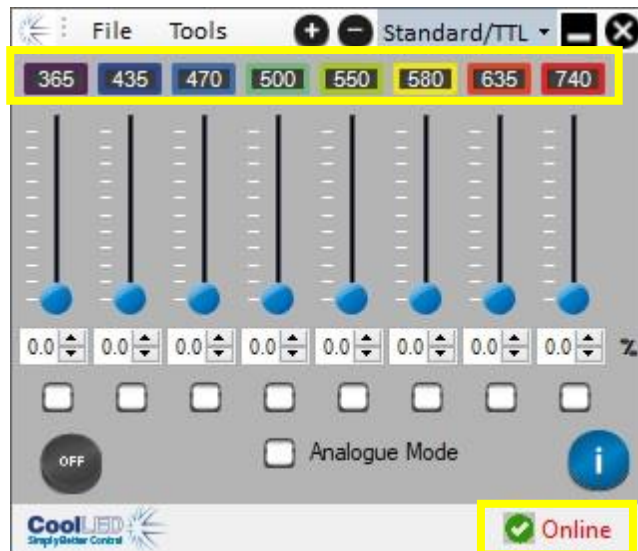 File Tools Standard/TTL
365 435 470 500 550 580 635 740
0.0 0.0 0.0 0.0 0.0 0.0 0.0 0.0 %
OFF Analogue Mode i
CoolLED
Simply Better Control
Online